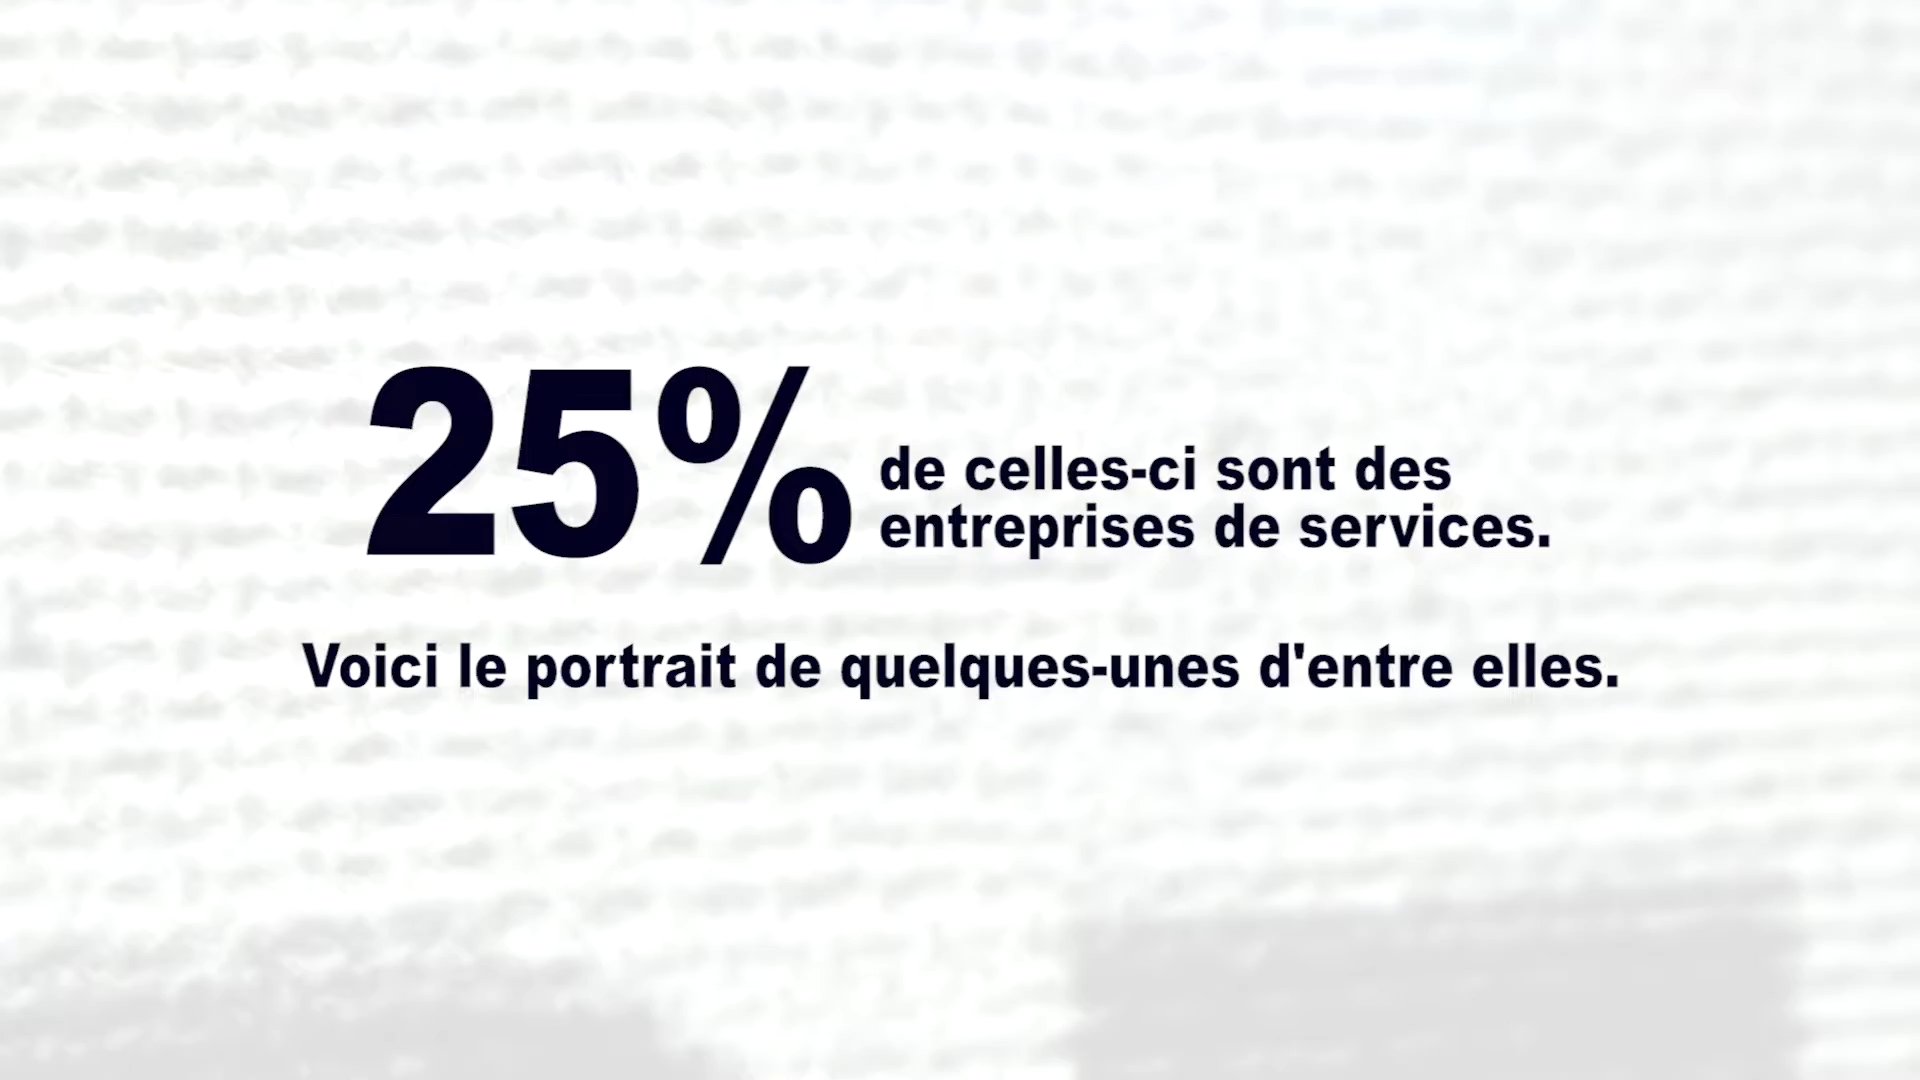 25% de celles-ci sont des
entreprises de services.
Voici le portrait de quelques-unes d'entre elles.